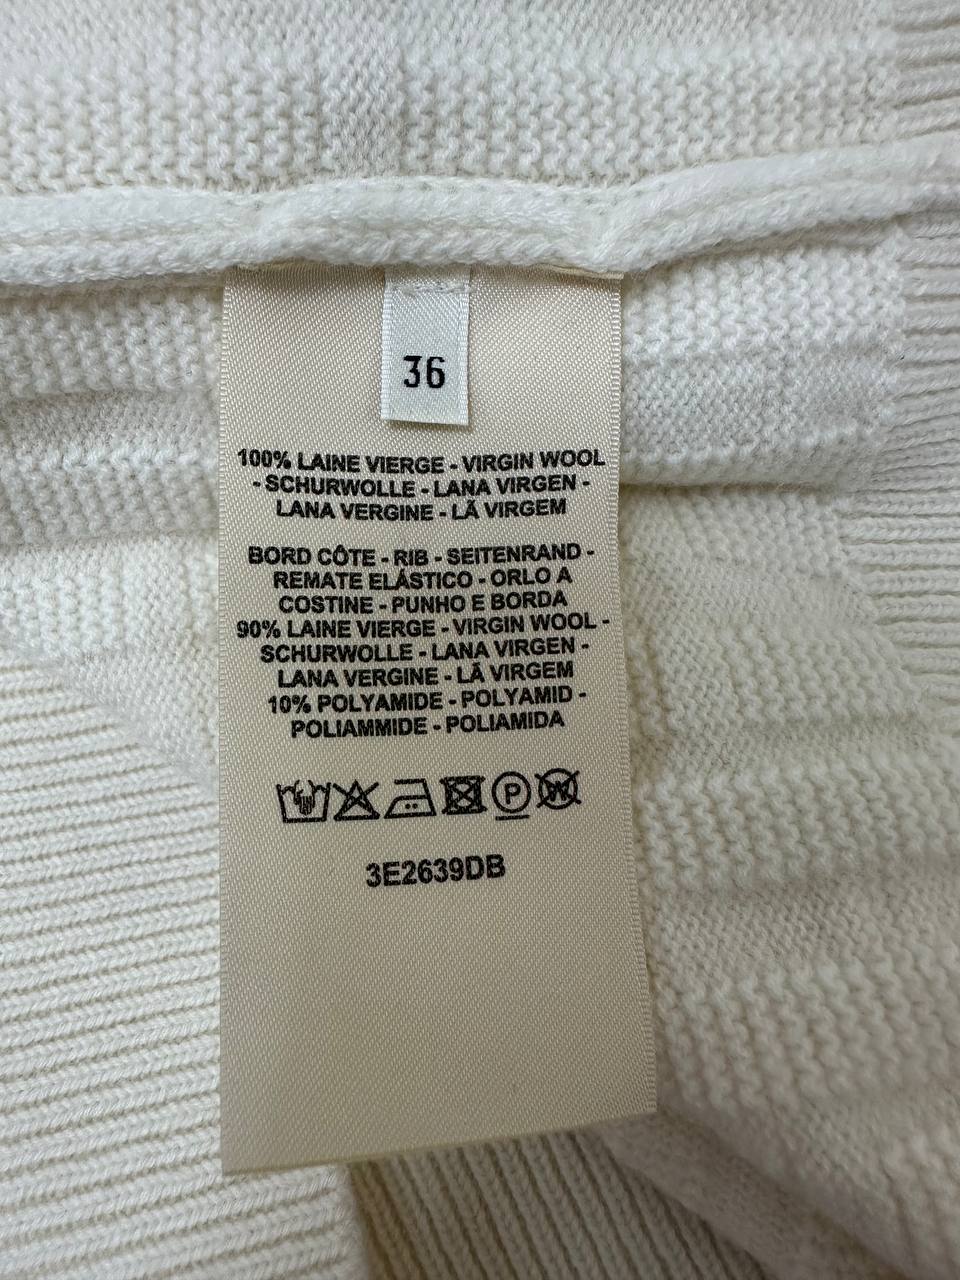 36
100% LAINE VIERGE - VIRGIN WOOL
- SCHURWOLLE - LANA VIRGEN -
LANA VERGINE - LÃ VIRGEM
BORD CÔTE - RIB - SEITENRAND -
REMATE ELÁSTICO - ORLO A
COSTINE - PUNHO E BORDA
90% LAINE VIERGE - VIRGIN WOOL -
SCHURWOLLE - LANA VIRGEN -
LANA VERGINE - LÃ VIRGEM
10% POLYAMIDE - POLYAMID -
POLIAMMIDE - POLIAMIDA
P W
3E2639DB